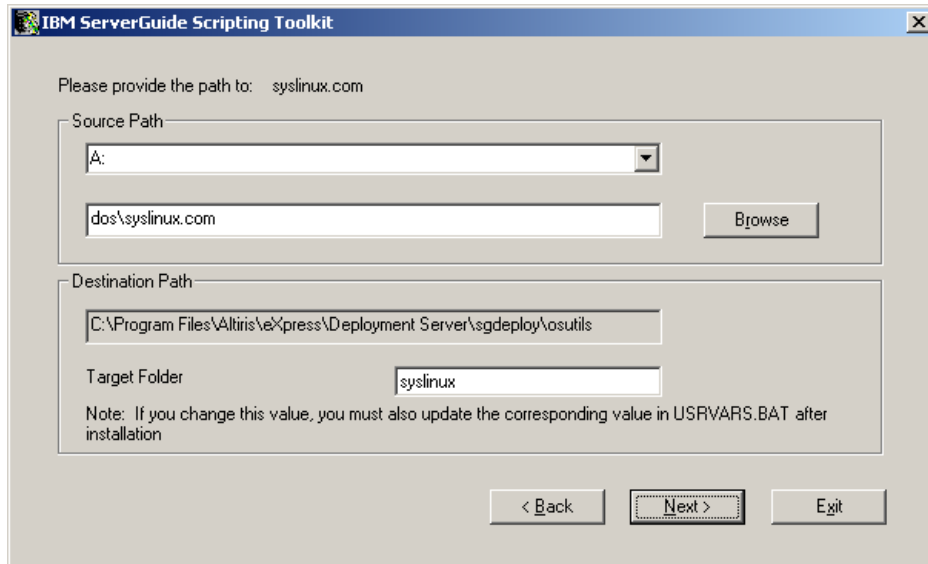 IBM ServerGuide Scripting Toolkit
Please provide the path to: syslinux.com
Source Path
A:
dos\syslinux.com
Browse
Destination Path
C:\Program Files\Altiris\eXpress\Deployment Server\sgdeploy\osutils
Target Folder
syslinux
Note: If you change this value, you must also update the corresponding value in USRVARS.BAT after
installation
< Back
Next >
Exit